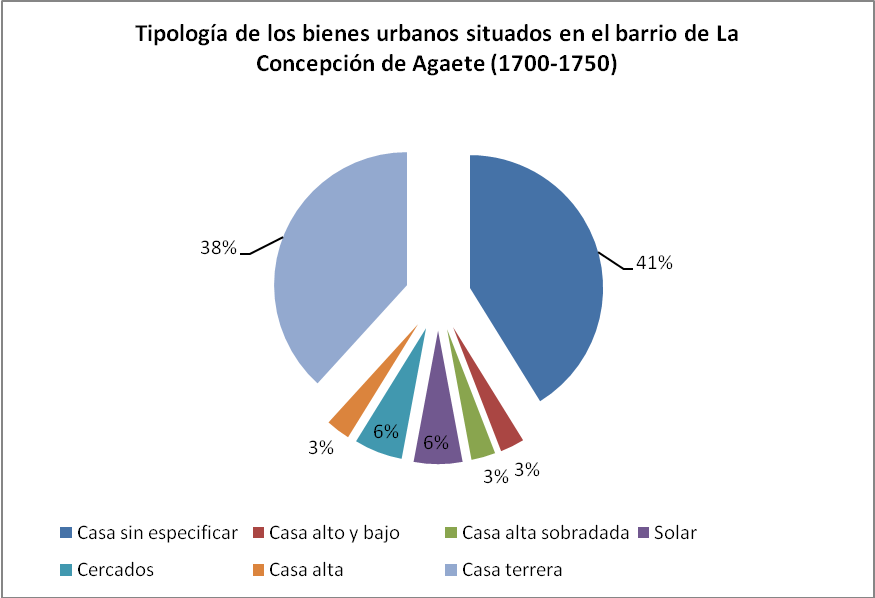 Tipología de los bienes urbanos situados en el barrio de La
Concepción de Agaete (1700-1750)
38%
41%
3%
6%
6%
3%
3%
Casa sin especificar
Casa alto y bajo
Casa alta sobradada
Solar
Cercados
Casa alta
Casa terrera